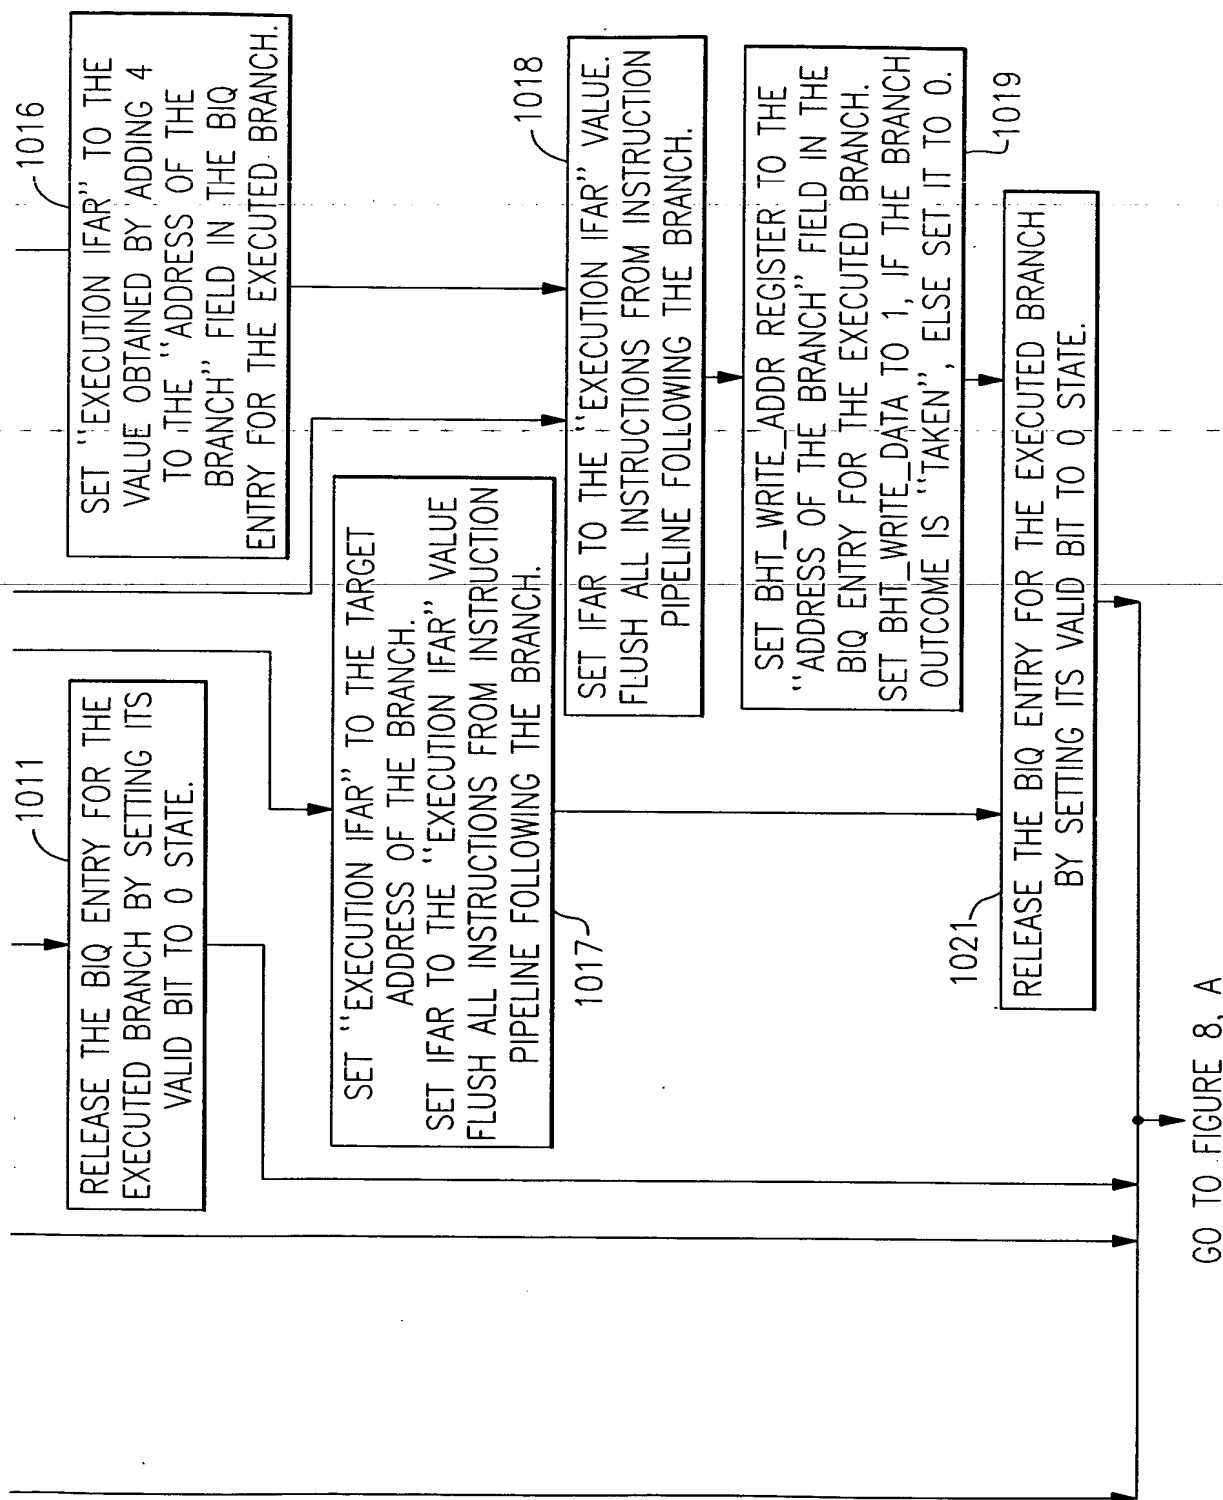 1011
RELEASE THE BIQ ENTRY FOR THE
EXECUTED BRANCH BY SETTING ITS
VALID BIT TO 0 STATE.
1016
SET "EXECUTION IFAR" TO THE
VALUE OBTAINED BY ADDING 4
TO THE "ADDRESS OF THE
BRANCH" FIELD IN THE BIQ
ENTRY FOR THE EXECUTED BRANCH.
SET "EXECUTION IFAR" TO THE TARGET
ADDRESS OF THE BRANCH.
SET IFAR TO THE "EXECUTION IFAR" VALUE
FLUSH ALL INSTRUCTIONS FROM INSTRUCTION
PIPELINE FOLLOWING THE BRANCH.
1017
1018
SET IFAR TO THE "EXECUTION IFAR" VALUE.
FLUSH ALL INSTRUCTIONS FROM INSTRUCTION
PIPELINE FOLLOWING THE BRANCH.
SET BHT_WRITE_ADDR REGISTER TO THE
"ADDRESS OF THE BRANCH" FIELD IN THE
BIQ ENTRY FOR THE EXECUTED BRANCH.
SET BHT_WRITE_DATA TO 1, IF THE BRANCH
OUTCOME IS "TAKEN", ELSE SET IT TO 0.
1019
1021
RELEASE THE BIQ ENTRY FOR THE EXECUTED BRANCH
BY SETTING ITS VALID BIT TO 0 STATE.
GO TO FIGURE 8, A